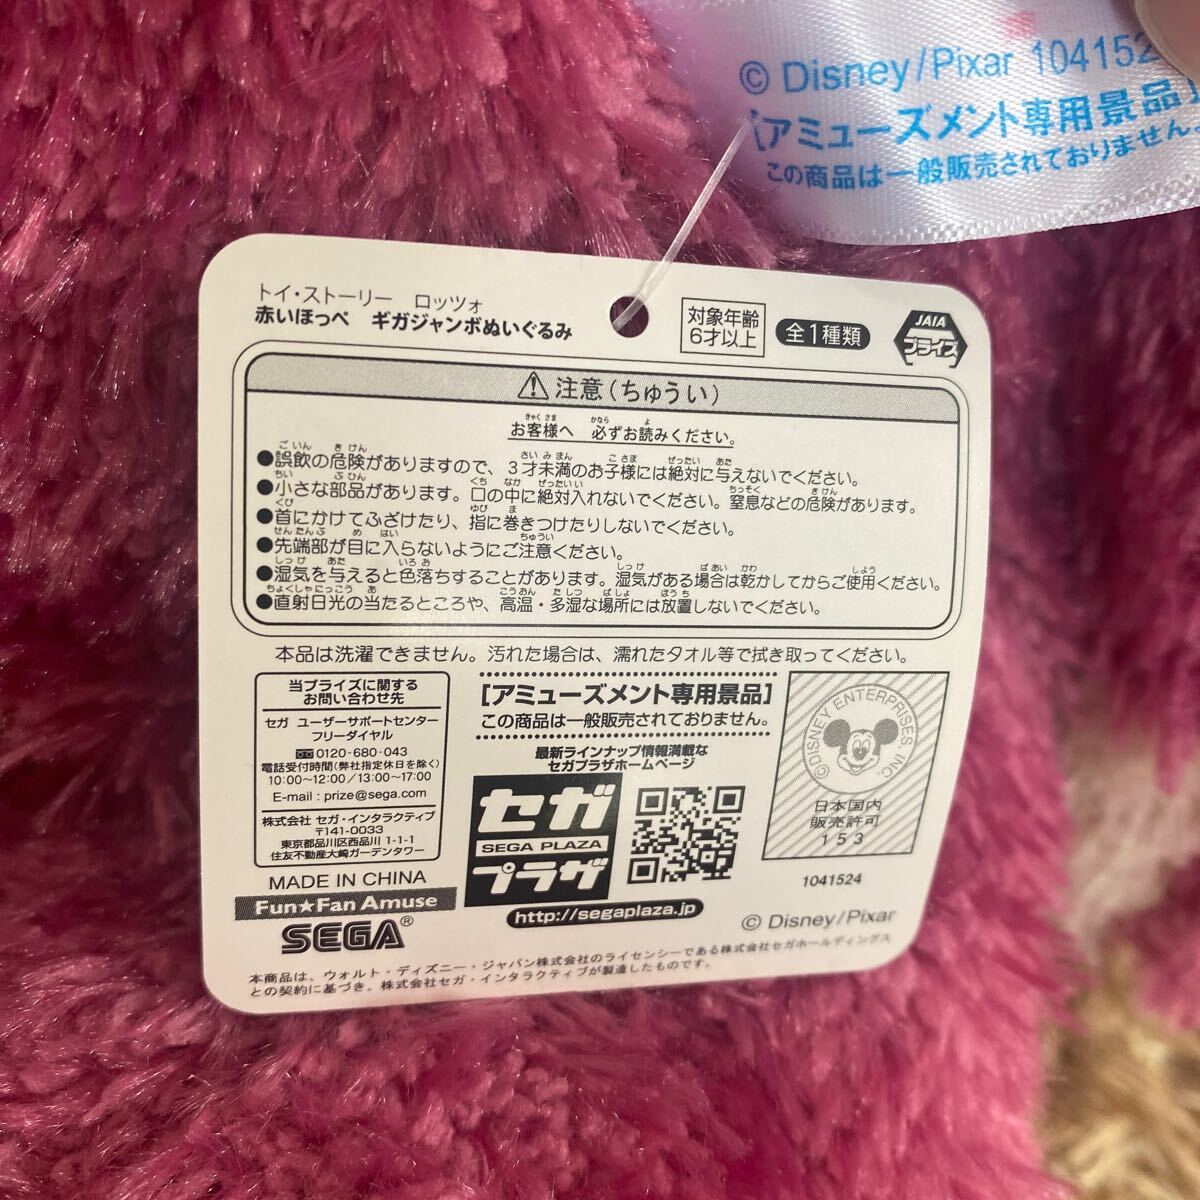 © Disney/Pixar 104152
[アミューズメント専用景品]
この商品は一般販売されておりません。
トイ・ストーリー ロッツォ
赤いほっぺ ギガジャンボぬいぐるみ
対象年齢
6才以上
全1種類
JAIA
プライズ
⚠注意(ちゅうい)
お客様へ 必ずお読みください。
●誤飲の危険がありますので、3才未満のお子様には絶対に与えないでください。
●小さな部品があります。口の中に絶対入れないでください。窒息などの危険があります。
●首にかけてふざけたり、指に巻きつけたりしないでください。
●先端部が目に入らないようにご注意ください。
●湿気を与えると色落ちすることがあります。湿気がある場合は乾かしてからご使用ください。
●直射日光の当たるところや、高温・多湿な場所には放置しないでください。
本品は洗濯できません。汚れた場合は、濡れたタオル等で拭き取ってください。
当プライズに関する
お問い合わせ先
セガ ユーザーサポートセンター
フリーダイヤル
0120-680-043
電話受付時間(弊社指定休日を除く)
10:00~12:00/13:00~17:00
E-mail : prize@sega.com
株式会社 セガ・インタラクティブ
〒141-0033
東京都品川区西品川 1-1-1
住友不動産大崎ガーデンタワー
MADE IN CHINA
Fun★Fan Amuse
SEGA®
[アミューズメント専用景品]
この商品は一般販売されておりません。
最新ラインナップ情報満載な
セガプラザホームページ
セガ
SEGA PLAZA
プラザ
http://segaplaza.jp
©DISNEY ENTERPRISES, INC.
日本国内
販売許可
153
1041524
© Disney/Pixar
本商品は、ウォルト・ディズニー・ジャパン株式会社のライセンシーである株式会社セガホールディングス
との契約に基づき、株式会社セガ・インタラクティブが製造したものです。